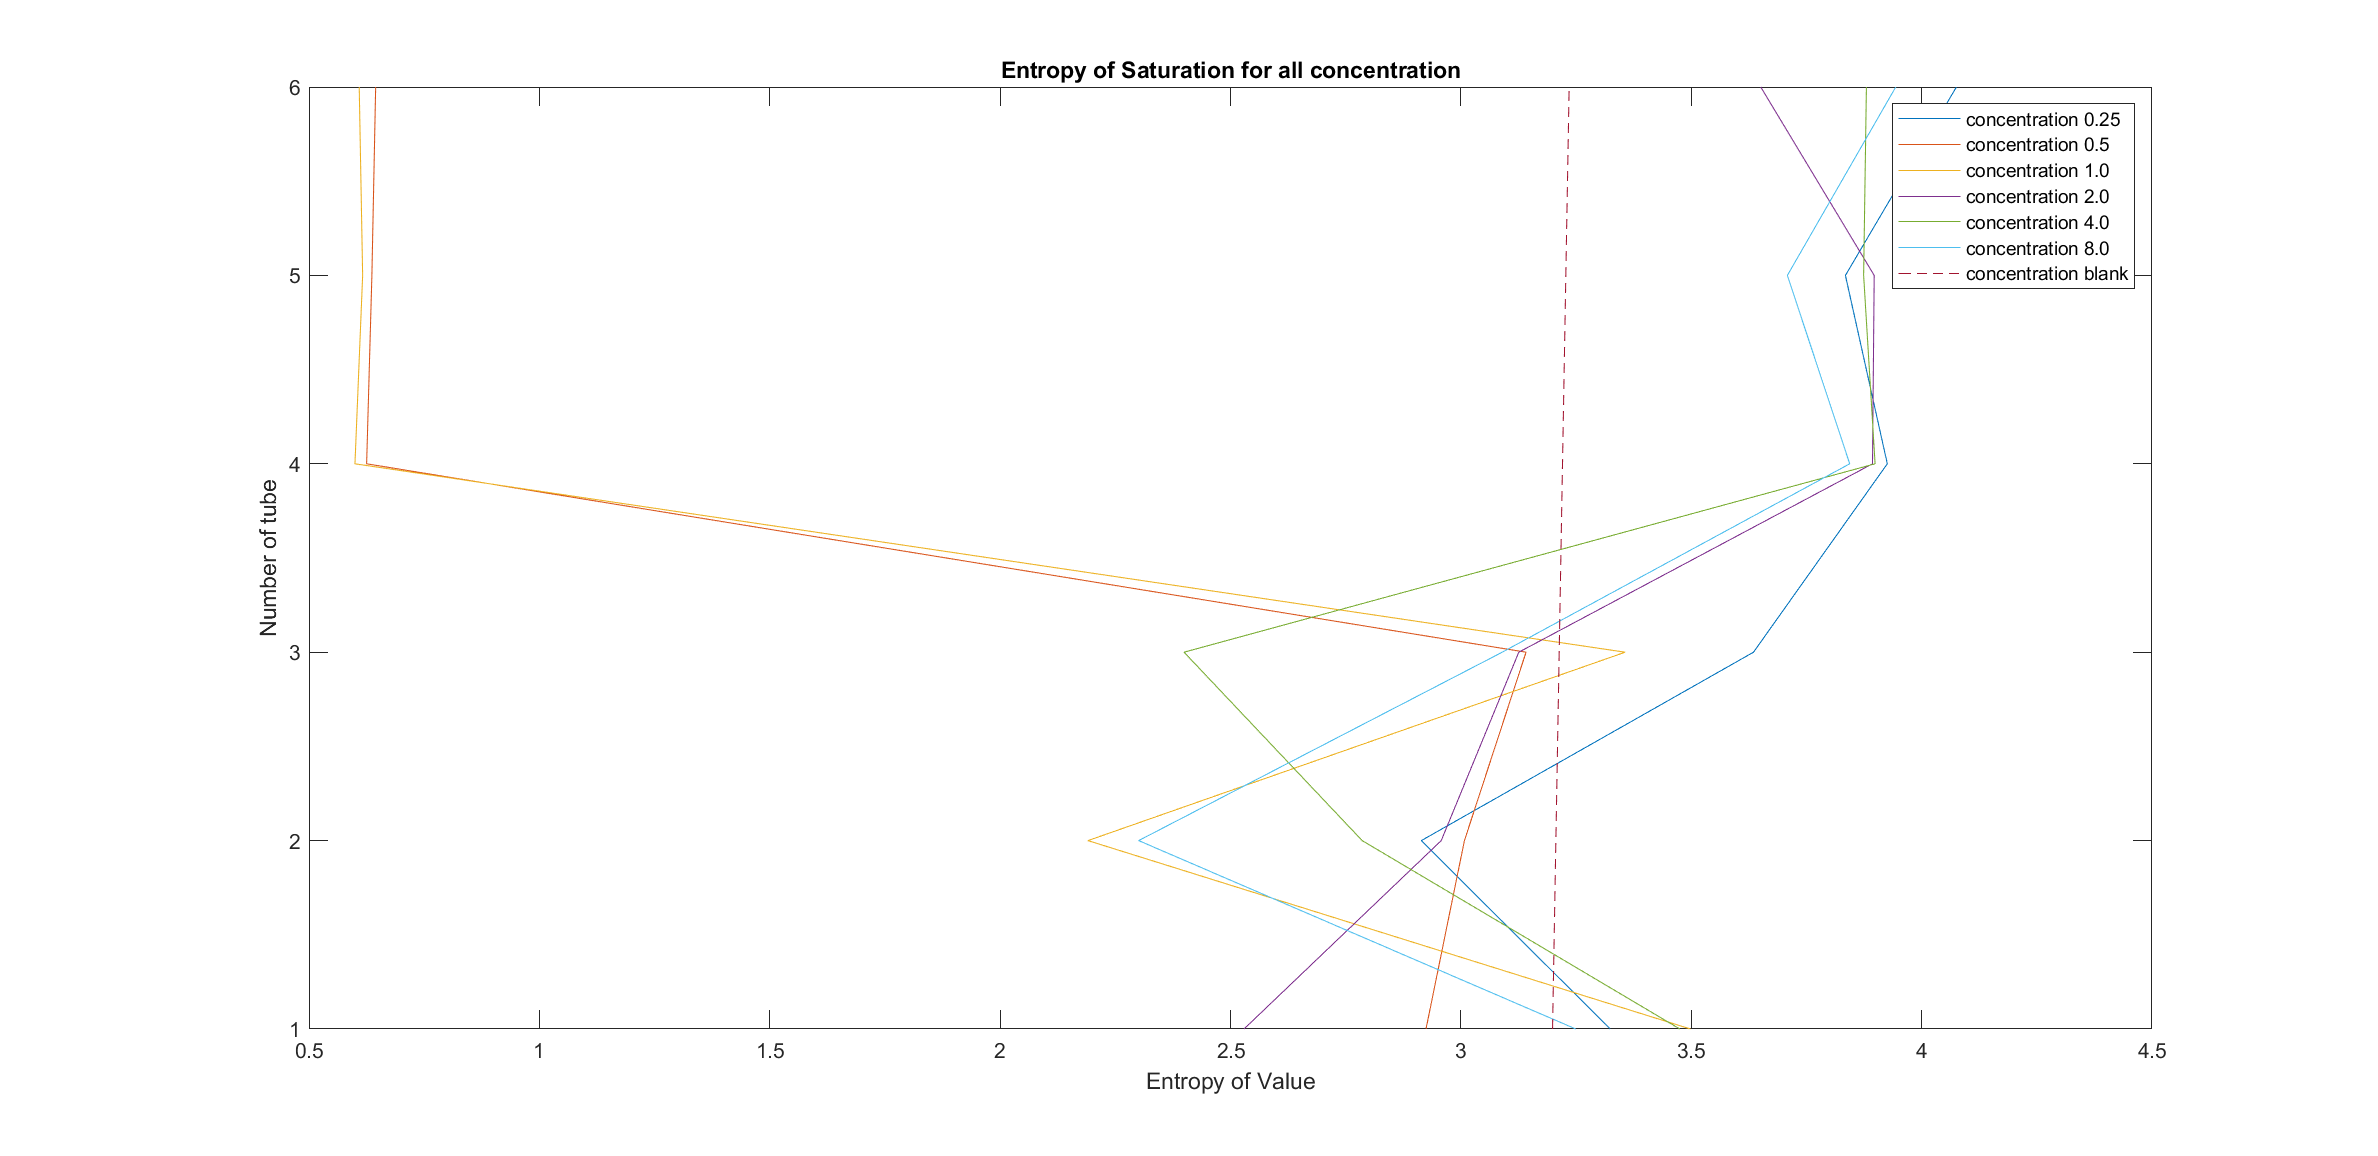 Entropy of Saturation for all concentration
6
5
4
3
2
1
Number of tube
0.5 1 1.5 2 2.5 3 3.5 4 4.5
Entropy of Value
concentration 0.25
concentration 0.5
concentration 1.0
concentration 2.0
concentration 4.0
concentration 8.0
concentration blank